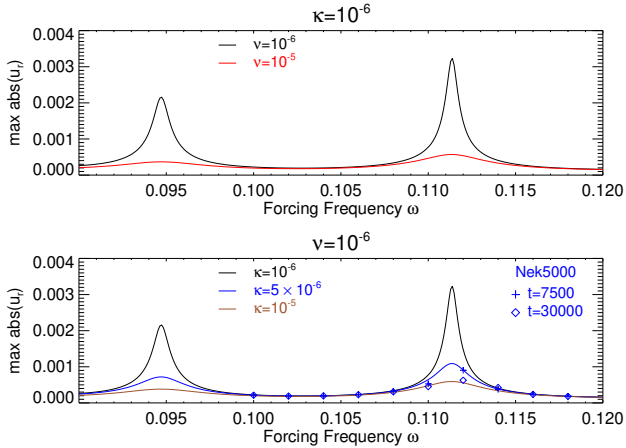 κ=10⁻⁶
max abs(uᵣ)
0.004
0.003
0.002
0.001
0.000
ν=10⁻⁶
ν=10⁻⁵
0.095 0.100 0.105 0.110 0.115 0.120
Forcing Frequency ω
ν=10⁻⁶
max abs(uᵣ)
0.004
0.003
0.002
0.001
0.000
κ=10⁻⁶
κ=5 × 10⁻⁶
κ=10⁻⁵
Nek5000
t=7500
t=30000
0.095 0.100 0.105 0.110 0.115 0.120
Forcing Frequency ω